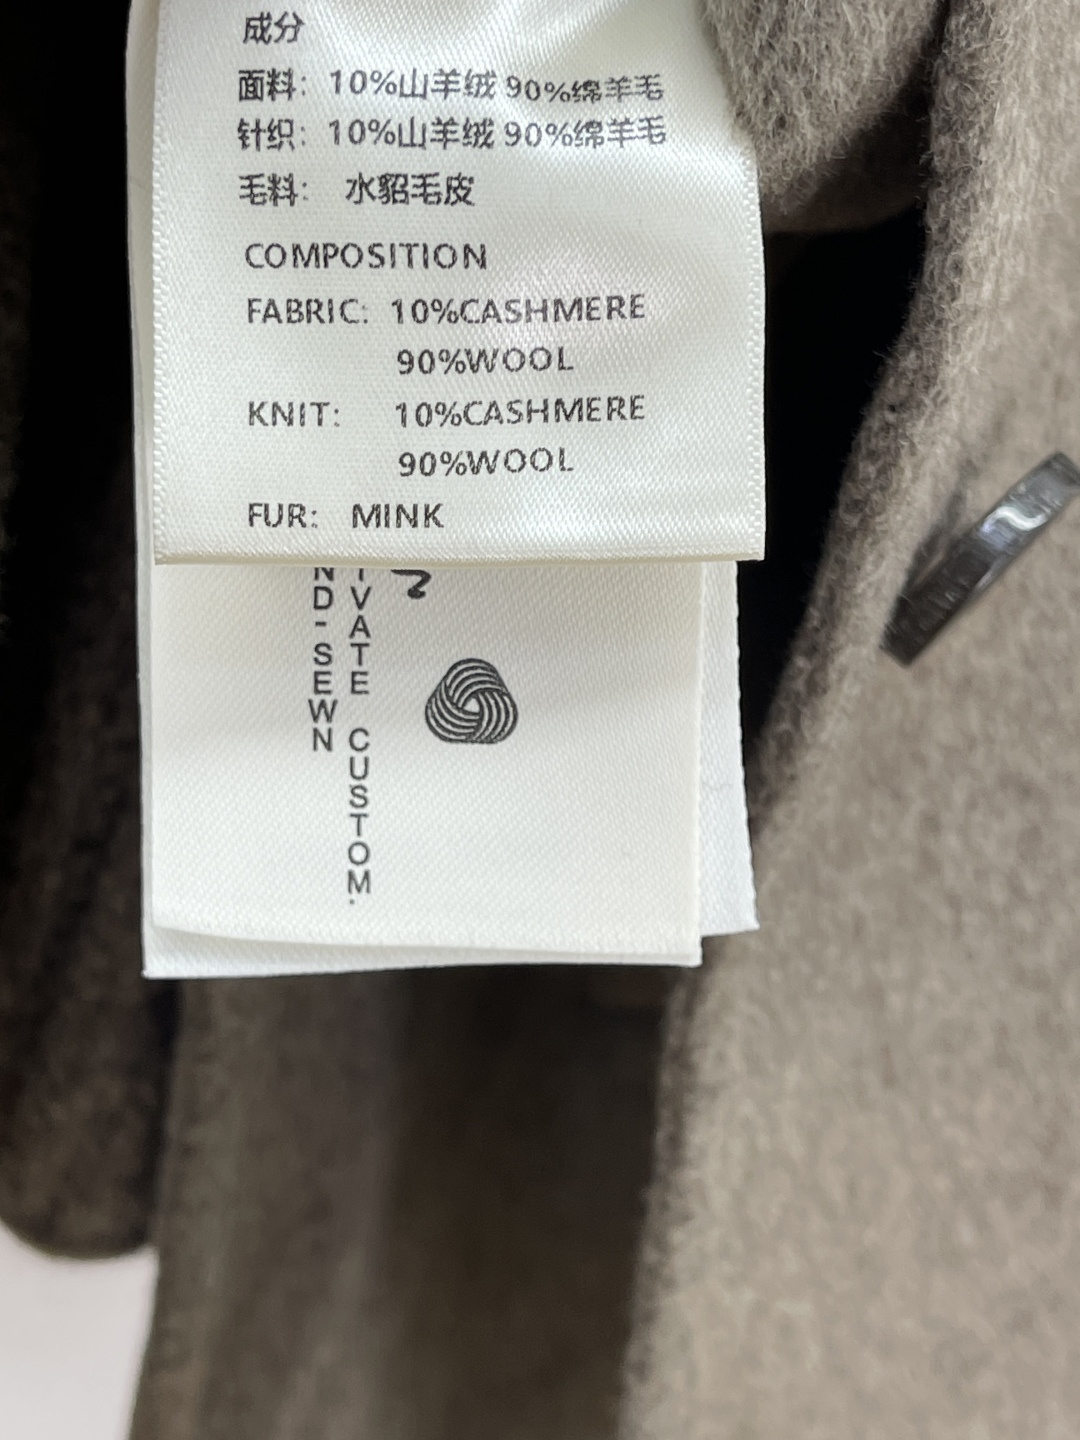 成分
面料: 10%山羊绒 90%绵羊毛
针织: 10%山羊绒 90%绵羊毛
毛料: 水貂毛皮
COMPOSITION
FABRIC: 10%CASHMERE
90%WOOL
KNIT: 10%CASHMERE
90%WOOL
FUR: MINK
CUSTOM.
SEWN